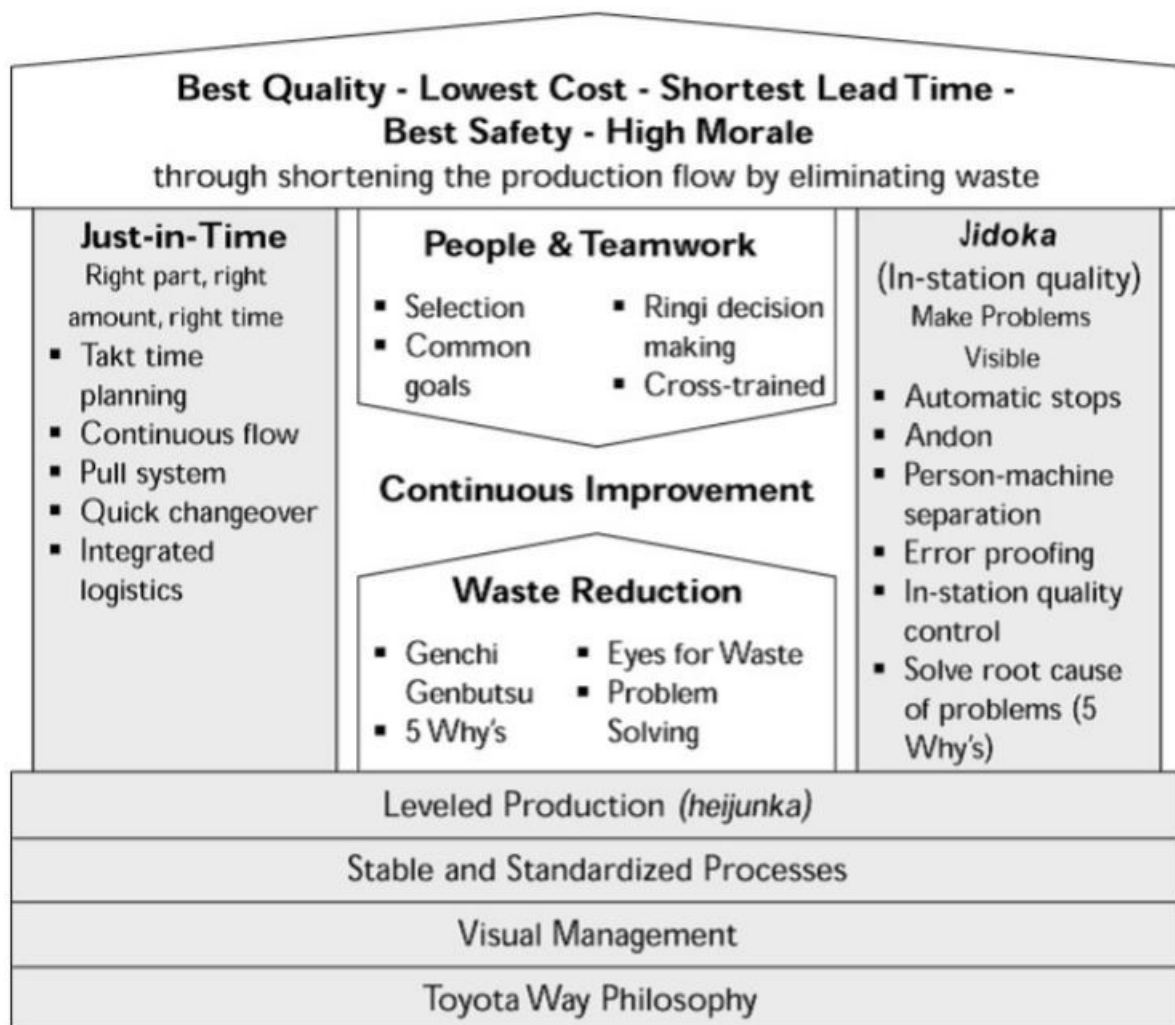 Best Quality - Lowest Cost - Shortest Lead Time -
Best Safety - High Morale
through shortening the production flow by eliminating waste
Just-in-Time
Right part, right
amount, right time
▪ Takt time
planning
▪ Continuous flow
▪ Pull system
▪ Quick changeover
▪ Integrated
logistics
People & Teamwork
▪ Selection
▪ Common
goals
▪ Ringi decision
making
▪ Cross-trained
Continuous Improvement
Waste Reduction
▪ Genchi
Genbutsu
▪ 5 Why's
▪ Eyes for Waste
▪ Problem
Solving
Jidoka
(In-station quality)
Make Problems
Visible
▪ Automatic stops
▪ Andon
▪ Person-machine
separation
▪ Error proofing
▪ In-station quality
control
▪ Solve root cause
of problems (5
Why's)
Leveled Production (heijunka)
Stable and Standardized Processes
Visual Management
Toyota Way Philosophy